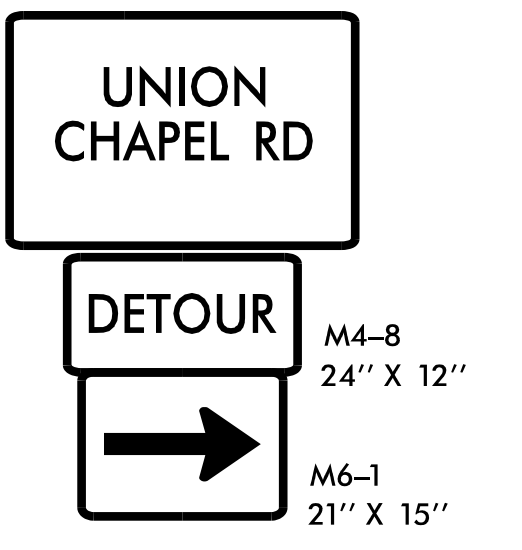 UNION
CHAPEL RD
DETOUR
M4–8
24’’ X 12’’
M6–1
21’’ X 15’’